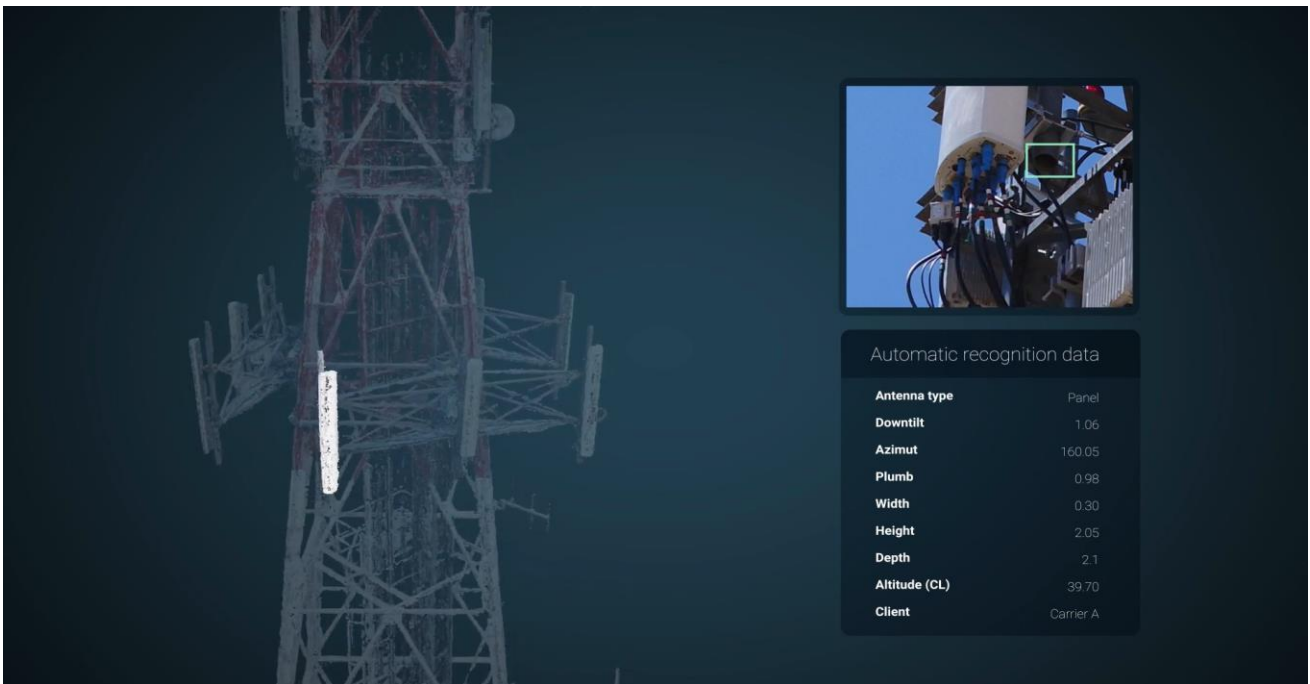 Automatic recognition data
Antenna type Panel
Downtilt 1.06
Azimut 160.05
Plumb 0.98
Width 0.30
Height 2.05
Depth 2.1
Altitude (CL) 39.70
Client Carrier A